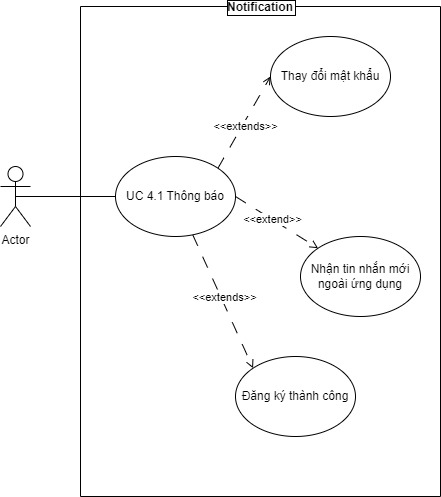 Notification
Thay đổi mật khẩu
<<extends>>
UC 4.1 Thông báo
<<extend>>
Actor
Nhận tin nhắn mới
ngoài ứng dụng
<<extends>>
Đăng ký thành công